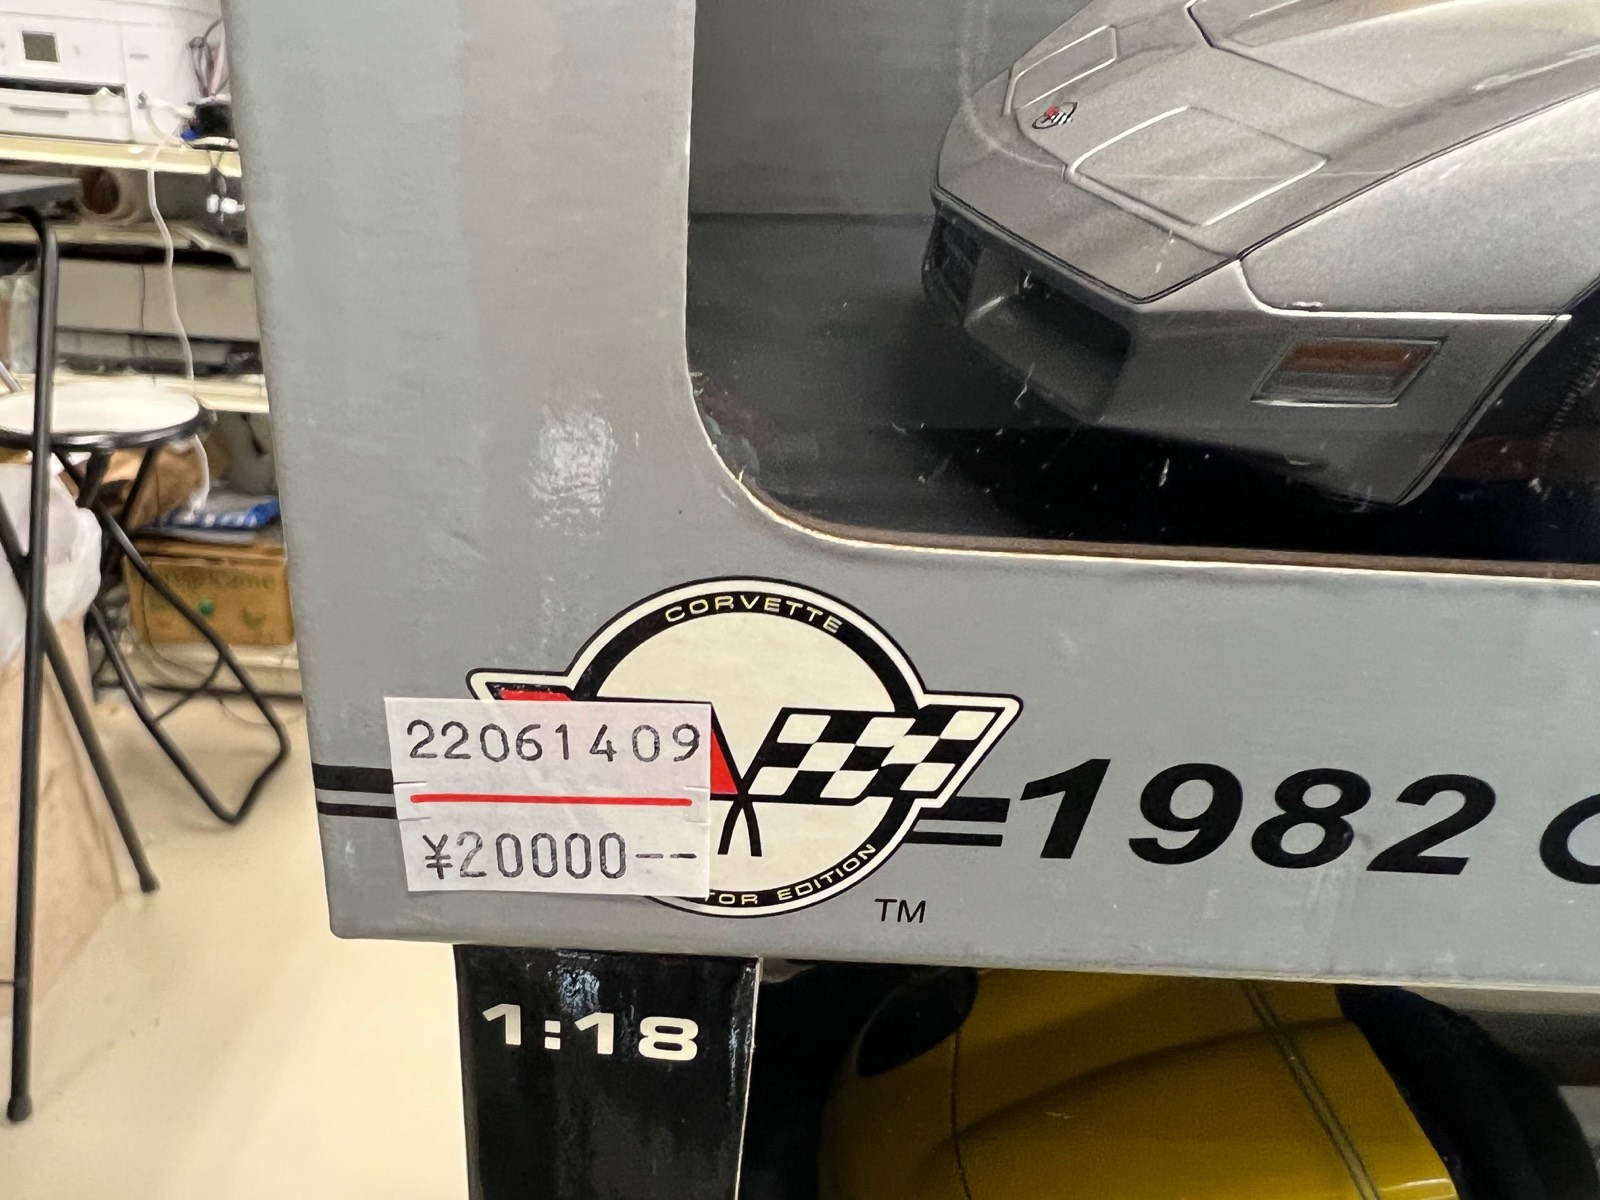 CORVETTE
22061409
¥20000--
TOR EDITION
TM
1982
1:18